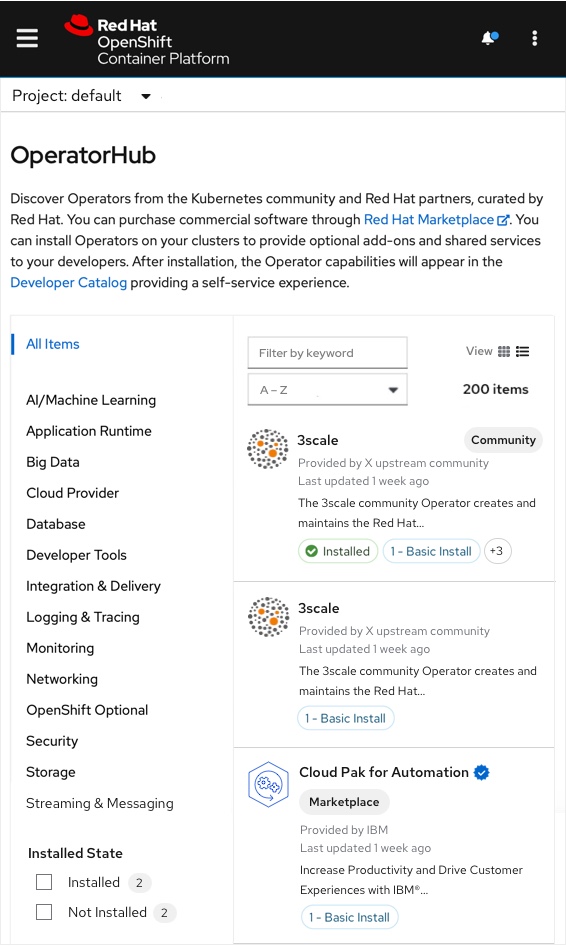 Red Hat
OpenShift
Container Platform
Project: default
OperatorHub
Discover Operators from the Kubernetes community and Red Hat partners, curated by
Red Hat. You can purchase commercial software through Red Hat Marketplace. You
can install Operators on your clusters to provide optional add-ons and shared services
to your developers. After installation, the Operator capabilities will appear in the
Developer Catalog providing a self-service experience.
All Items
AI/Machine Learning
Application Runtime
Big Data
Cloud Provider
Database
Developer Tools
Integration & Delivery
Logging & Tracing
Monitoring
Networking
OpenShift Optional
Security
Storage
Streaming & Messaging
Installed State
Installed 2
Not Installed 2
Filter by keyword
View
A – Z
200 items
3scale
Community
Provided by X upstream community
Last updated 1 week ago
The 3scale community Operator creates and
maintains the Red Hat...
Installed 1 - Basic Install +3
3scale
Provided by X upstream community
Last updated 1 week ago
The 3scale community Operator creates and
maintains the Red Hat...
1 - Basic Install
Cloud Pak for Automation
Marketplace
Provided by IBM
Last updated 1 week ago
Increase Productivity and Drive Customer
Experiences with IBM®...
1 - Basic Install